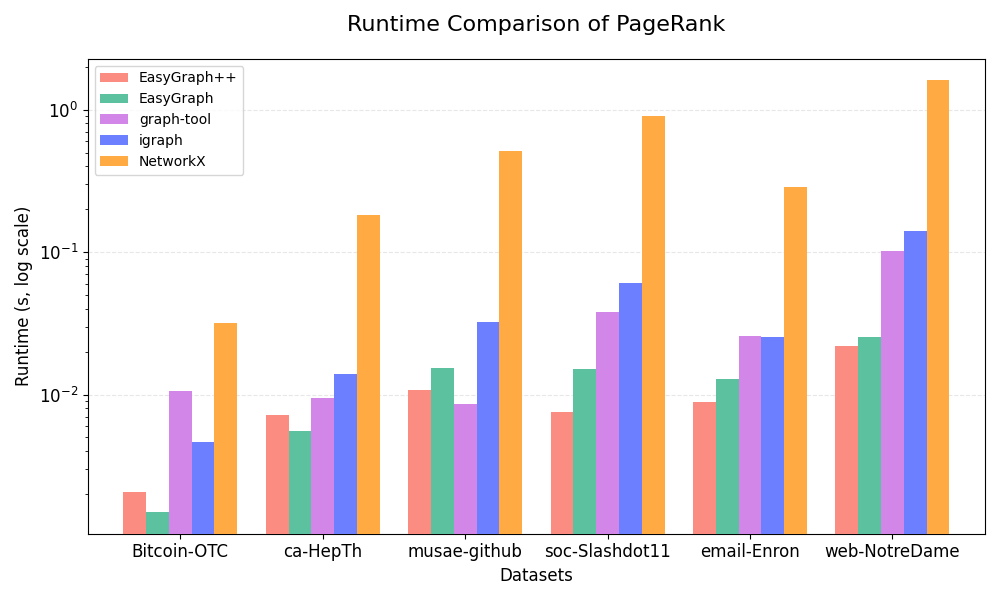 Runtime Comparison of PageRank
EasyGraph++
EasyGraph
graph-tool
igraph
NetworkX
10⁰
10⁻¹
10⁻²
Runtime (s, log scale)
Bitcoin-OTC ca-HepTh musae-github soc-Slashdot11 email-Enron web-NotreDame
Datasets